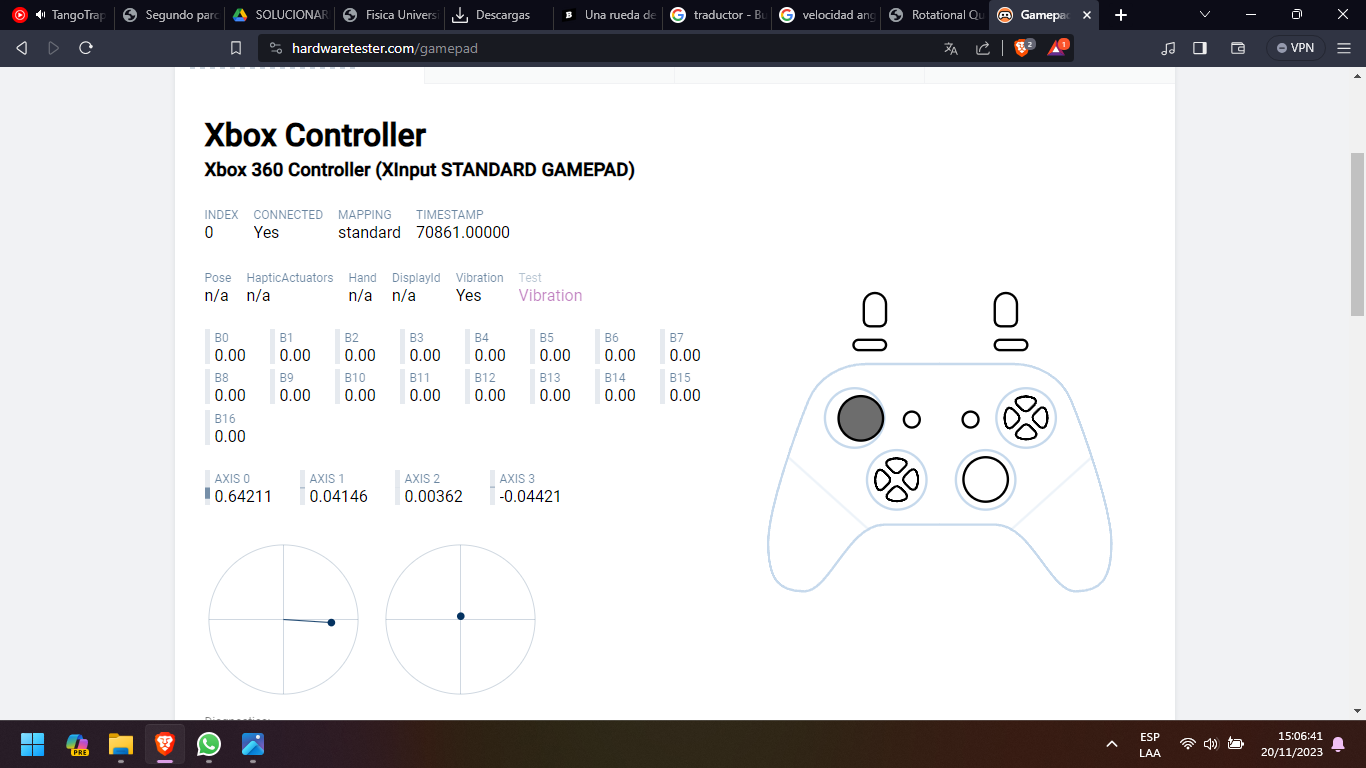 TangoTrap
Segundo parc
SOLUCIONAR
Fisica Univers
Descargas
Una rueda de
traductor - Bu
velocidad ang
Rotational Qu
Gamepad
hardwaretester.com/gamepad
2
1
VPN
Xbox Controller
Xbox 360 Controller (XInput STANDARD GAMEPAD)
INDEX CONNECTED MAPPING TIMESTAMP
0 Yes standard 70861.00000
Pose HapticActuators Hand DisplayId Vibration Test
n/a n/a n/a n/a Yes Vibration
B0 B1 B2 B3 B4 B5 B6 B7
0.00 0.00 0.00 0.00 0.00 0.00 0.00 0.00
B8 B9 B10 B11 B12 B13 B14 B15
0.00 0.00 0.00 0.00 0.00 0.00 0.00 0.00
B16
0.00
AXIS 0 AXIS 1 AXIS 2 AXIS 3
0.64211 0.04146 0.00362 -0.04421
PRE
ESP
LAA
15:06:41
20/11/2023